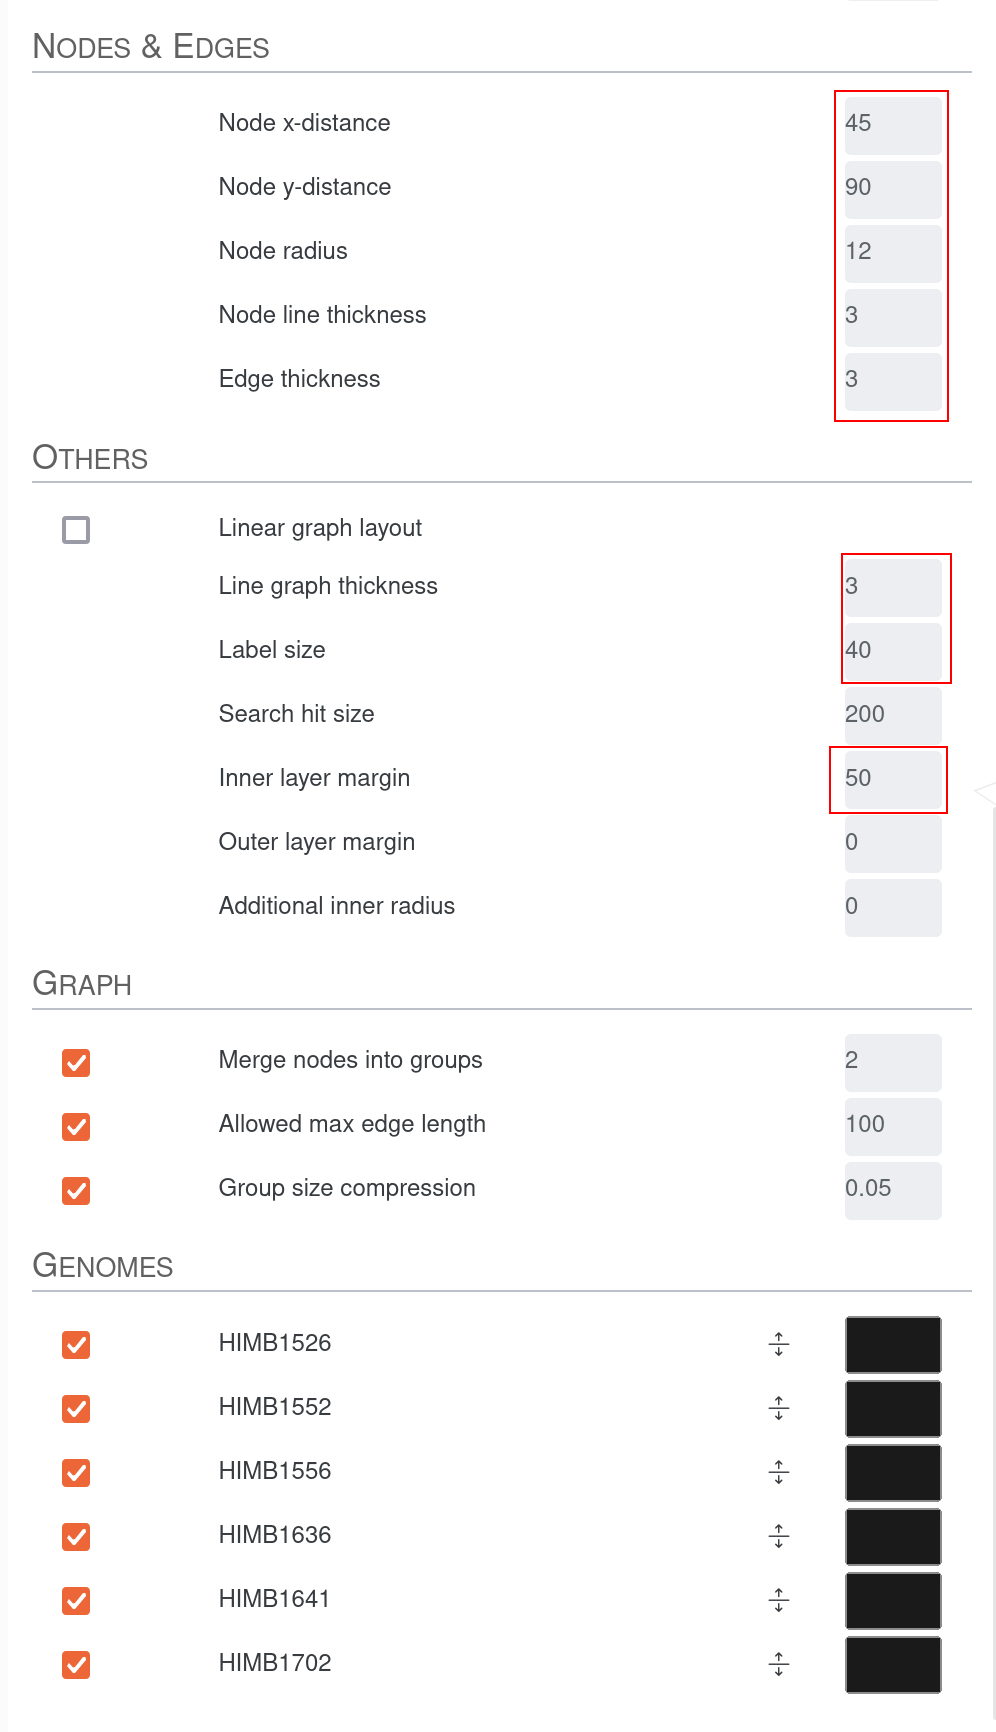 NODES & EDGES
Node x-distance 45
Node y-distance 90
Node radius 12
Node line thickness 3
Edge thickness 3
OTHERS
Linear graph layout
Line graph thickness 3
Label size 40
Search hit size 200
Inner layer margin 50
Outer layer margin 0
Additional inner radius 0
GRAPH
Merge nodes into groups 2
Allowed max edge length 100
Group size compression 0.05
GENOMES
HIMB1526
HIMB1552
HIMB1556
HIMB1636
HIMB1641
HIMB1702